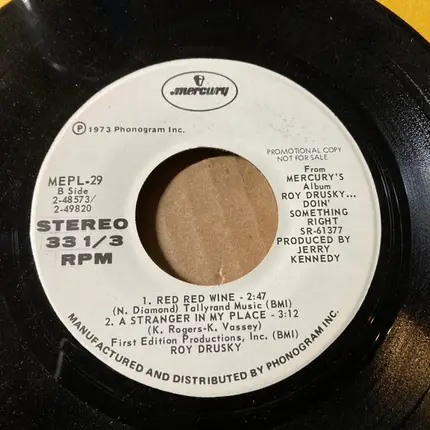 mercury
Ⓟ 1973 Phonogram Inc.
PROMOTIONAL COPY
NOT FOR SALE
MEPL-29
B Side
2-48573/
2-49820
STEREO
33 1/3
RPM
From
MERCURY'S
Album
ROY DRUSKY...
DOIN'
SOMETHING
RIGHT
SR-61377
PRODUCED BY
JERRY
KENNEDY
1. RED RED WINE - 2:47
(N. Diamond) Tallyrand Music (BMI)
2. A STRANGER IN MY PLACE - 3:12
(K. Rogers-K. Vassey)
First Edition Productions, Inc. (BMI)
ROY DRUSKY
MANUFACTURED AND DISTRIBUTED BY PHONOGRAM INC.